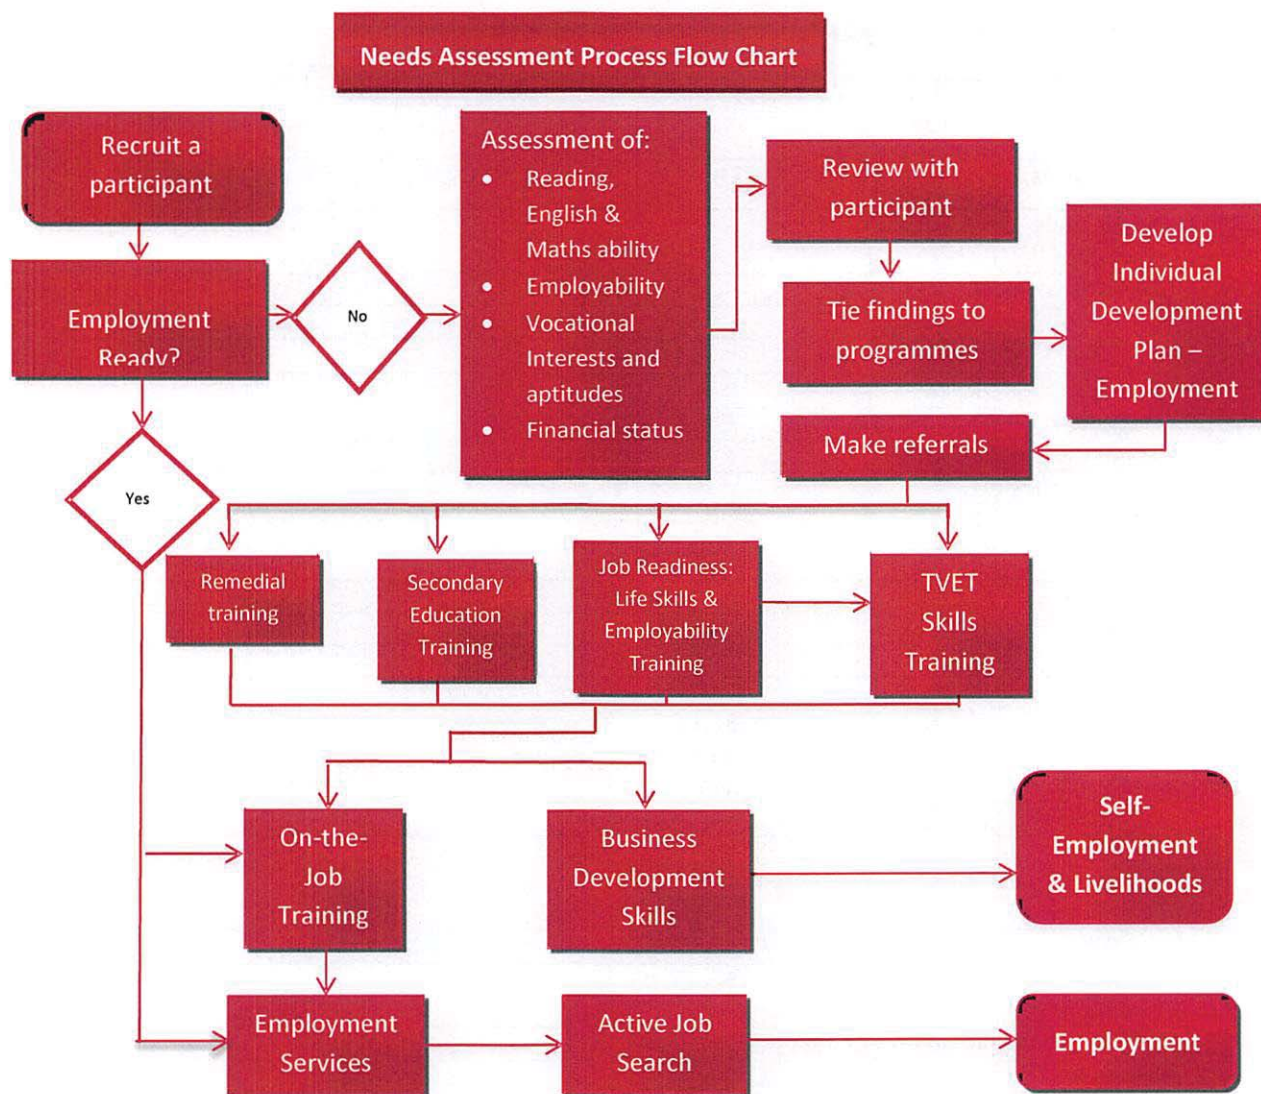 Needs Assessment Process Flow Chart
Recruit a
participant
Employment
Ready?
No
Yes
Assessment of:
• Reading,
English &
Maths ability
• Employability
• Vocational
Interests and
aptitudes
• Financial status
Review with
participant
Tie findings to
programmes
Develop
Individual
Development
Plan –
Employment
Make referrals
Remedial
training
Secondary
Education
Training
Job Readiness:
Life Skills &
Employability
Training
TVET
Skills
Training
On-the-
Job
Training
Business
Development
Skills
Self-
Employment
& Livelihoods
Employment
Services
Active Job
Search
Employment